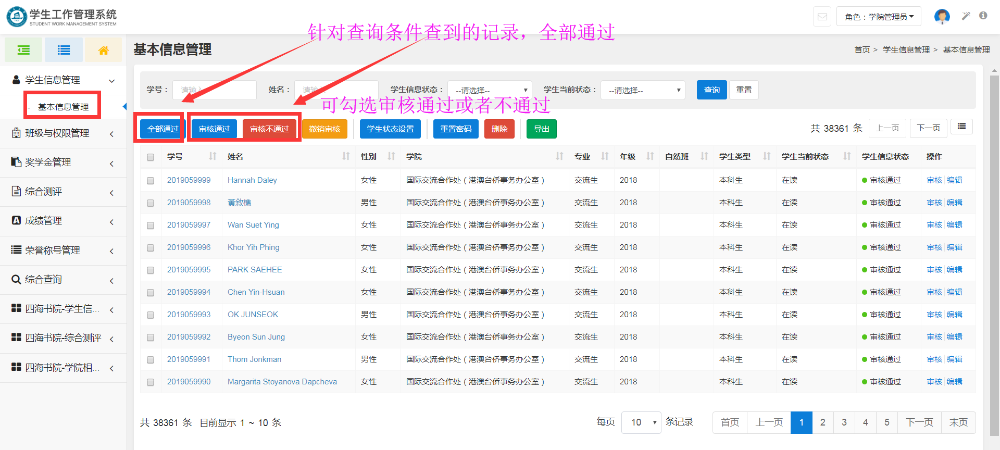 学生工作管理系统
STUDENT WORK MANAGEMENT SYSTEM
角色：学院管理员
针对查询条件查到的记录，全部通过
基本信息管理
首页 > 学生信息管理 > 基本信息管理
学生信息管理
- 基本信息管理
班级与权限管理
奖学金管理
综合测评
成绩管理
荣誉称号管理
综合查询
四海书院-学生信...
四海书院-综合测评
四海书院-学院相...
学号： 请输入 姓名： 请输入 学生信息状态： --请选择-- 学生当前状态： --请选择-- 查询 重置
可勾选审核通过或者不通过
全部通过 审核通过 审核不通过 撤销审核 学生状态设置 重置密码 删除 导出 共 38361 条 上一页 下一页
学号 姓名 性别 学院 专业 年级 自然班 学生类型 学生当前状态 学生信息状态 操作
2019059999 Hannah Daley 女性 国际交流合作处（港澳台侨事务办公室） 交流生 2018 本科生 在读 审核通过 审核 编辑
2019059998 黃敘樵 男性 国际交流合作处（港澳台侨事务办公室） 交流生 2018 本科生 在读 审核通过 审核 编辑
2019059997 Wan Suet Ying 女性 国际交流合作处（港澳台侨事务办公室） 交流生 2018 本科生 在读 审核通过 审核 编辑
2019059996 Khor Yih Phing 女性 国际交流合作处（港澳台侨事务办公室） 交流生 2018 本科生 在读 审核通过 审核 编辑
2019059995 PARK SAEHEE 女性 国际交流合作处（港澳台侨事务办公室） 交流生 2018 本科生 在读 审核通过 审核 编辑
2019059994 Chen Yin-Hsuan 女性 国际交流合作处（港澳台侨事务办公室） 交流生 2018 本科生 在读 审核通过 审核 编辑
2019059993 OK JUNSEOK 男性 国际交流合作处（港澳台侨事务办公室） 交流生 2018 本科生 在读 审核通过 审核 编辑
2019059992 Byeon Sun Jung 女性 国际交流合作处（港澳台侨事务办公室） 交流生 2018 本科生 在读 审核通过 审核 编辑
2019059991 Thom Jonkman 男性 国际交流合作处（港澳台侨事务办公室） 交流生 2018 本科生 在读 审核通过 审核 编辑
2019059990 Margarita Stoyanova Dapcheva 女性 国际交流合作处（港澳台侨事务办公室） 交流生 2018 本科生 在读 审核通过 审核 编辑
共 38361 条 目前显示 1 ~ 10 条 每页 10 条记录 首页 上一页 1 2 3 4 5 下一页 末页